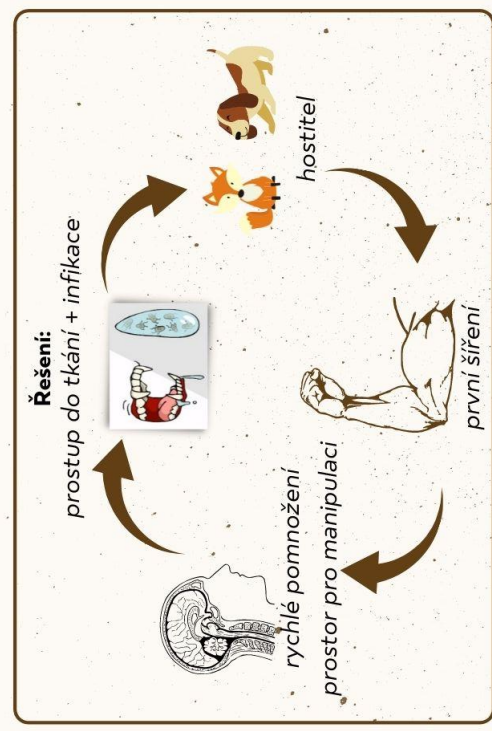 Řešení:
prostup do tkání + infikace
hostitel
první šíření
rychlé pomnožení
prostor pro manipulaci